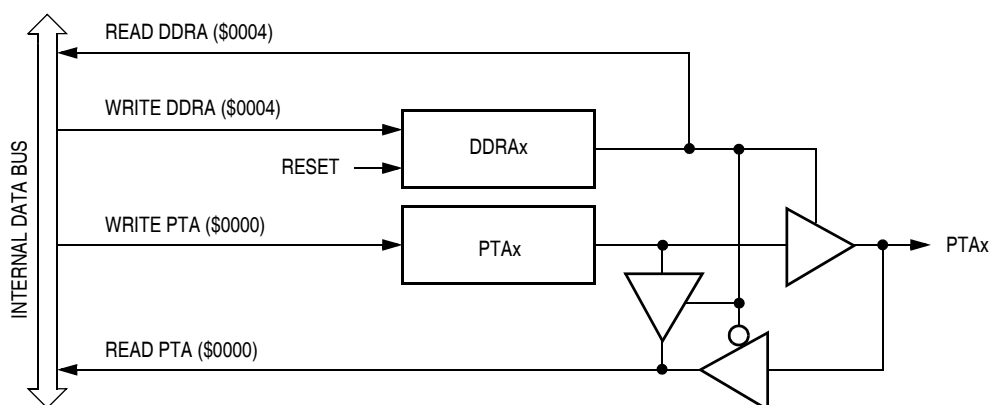 READ DDRA ($0004)
WRITE DDRA ($0004)
DDRAx
RESET
INTERNAL DATA BUS
WRITE PTA ($0000)
PTAx
PTAx
READ PTA ($0000)